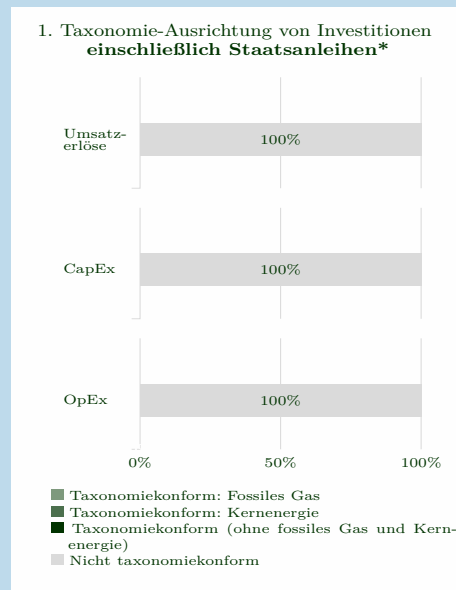 1. Taxonomie-Ausrichtung von Investitionen
einschließlich Staatsanleihen*
Umsatz-
erlöse
100%
CapEx
100%
OpEx
100%
0%
50%
100%
Taxonomiekonform: Fossiles Gas
Taxonomiekonform: Kernenergie
Taxonomiekonform (ohne fossiles Gas und Kern-
energie)
Nicht taxonomiekonform